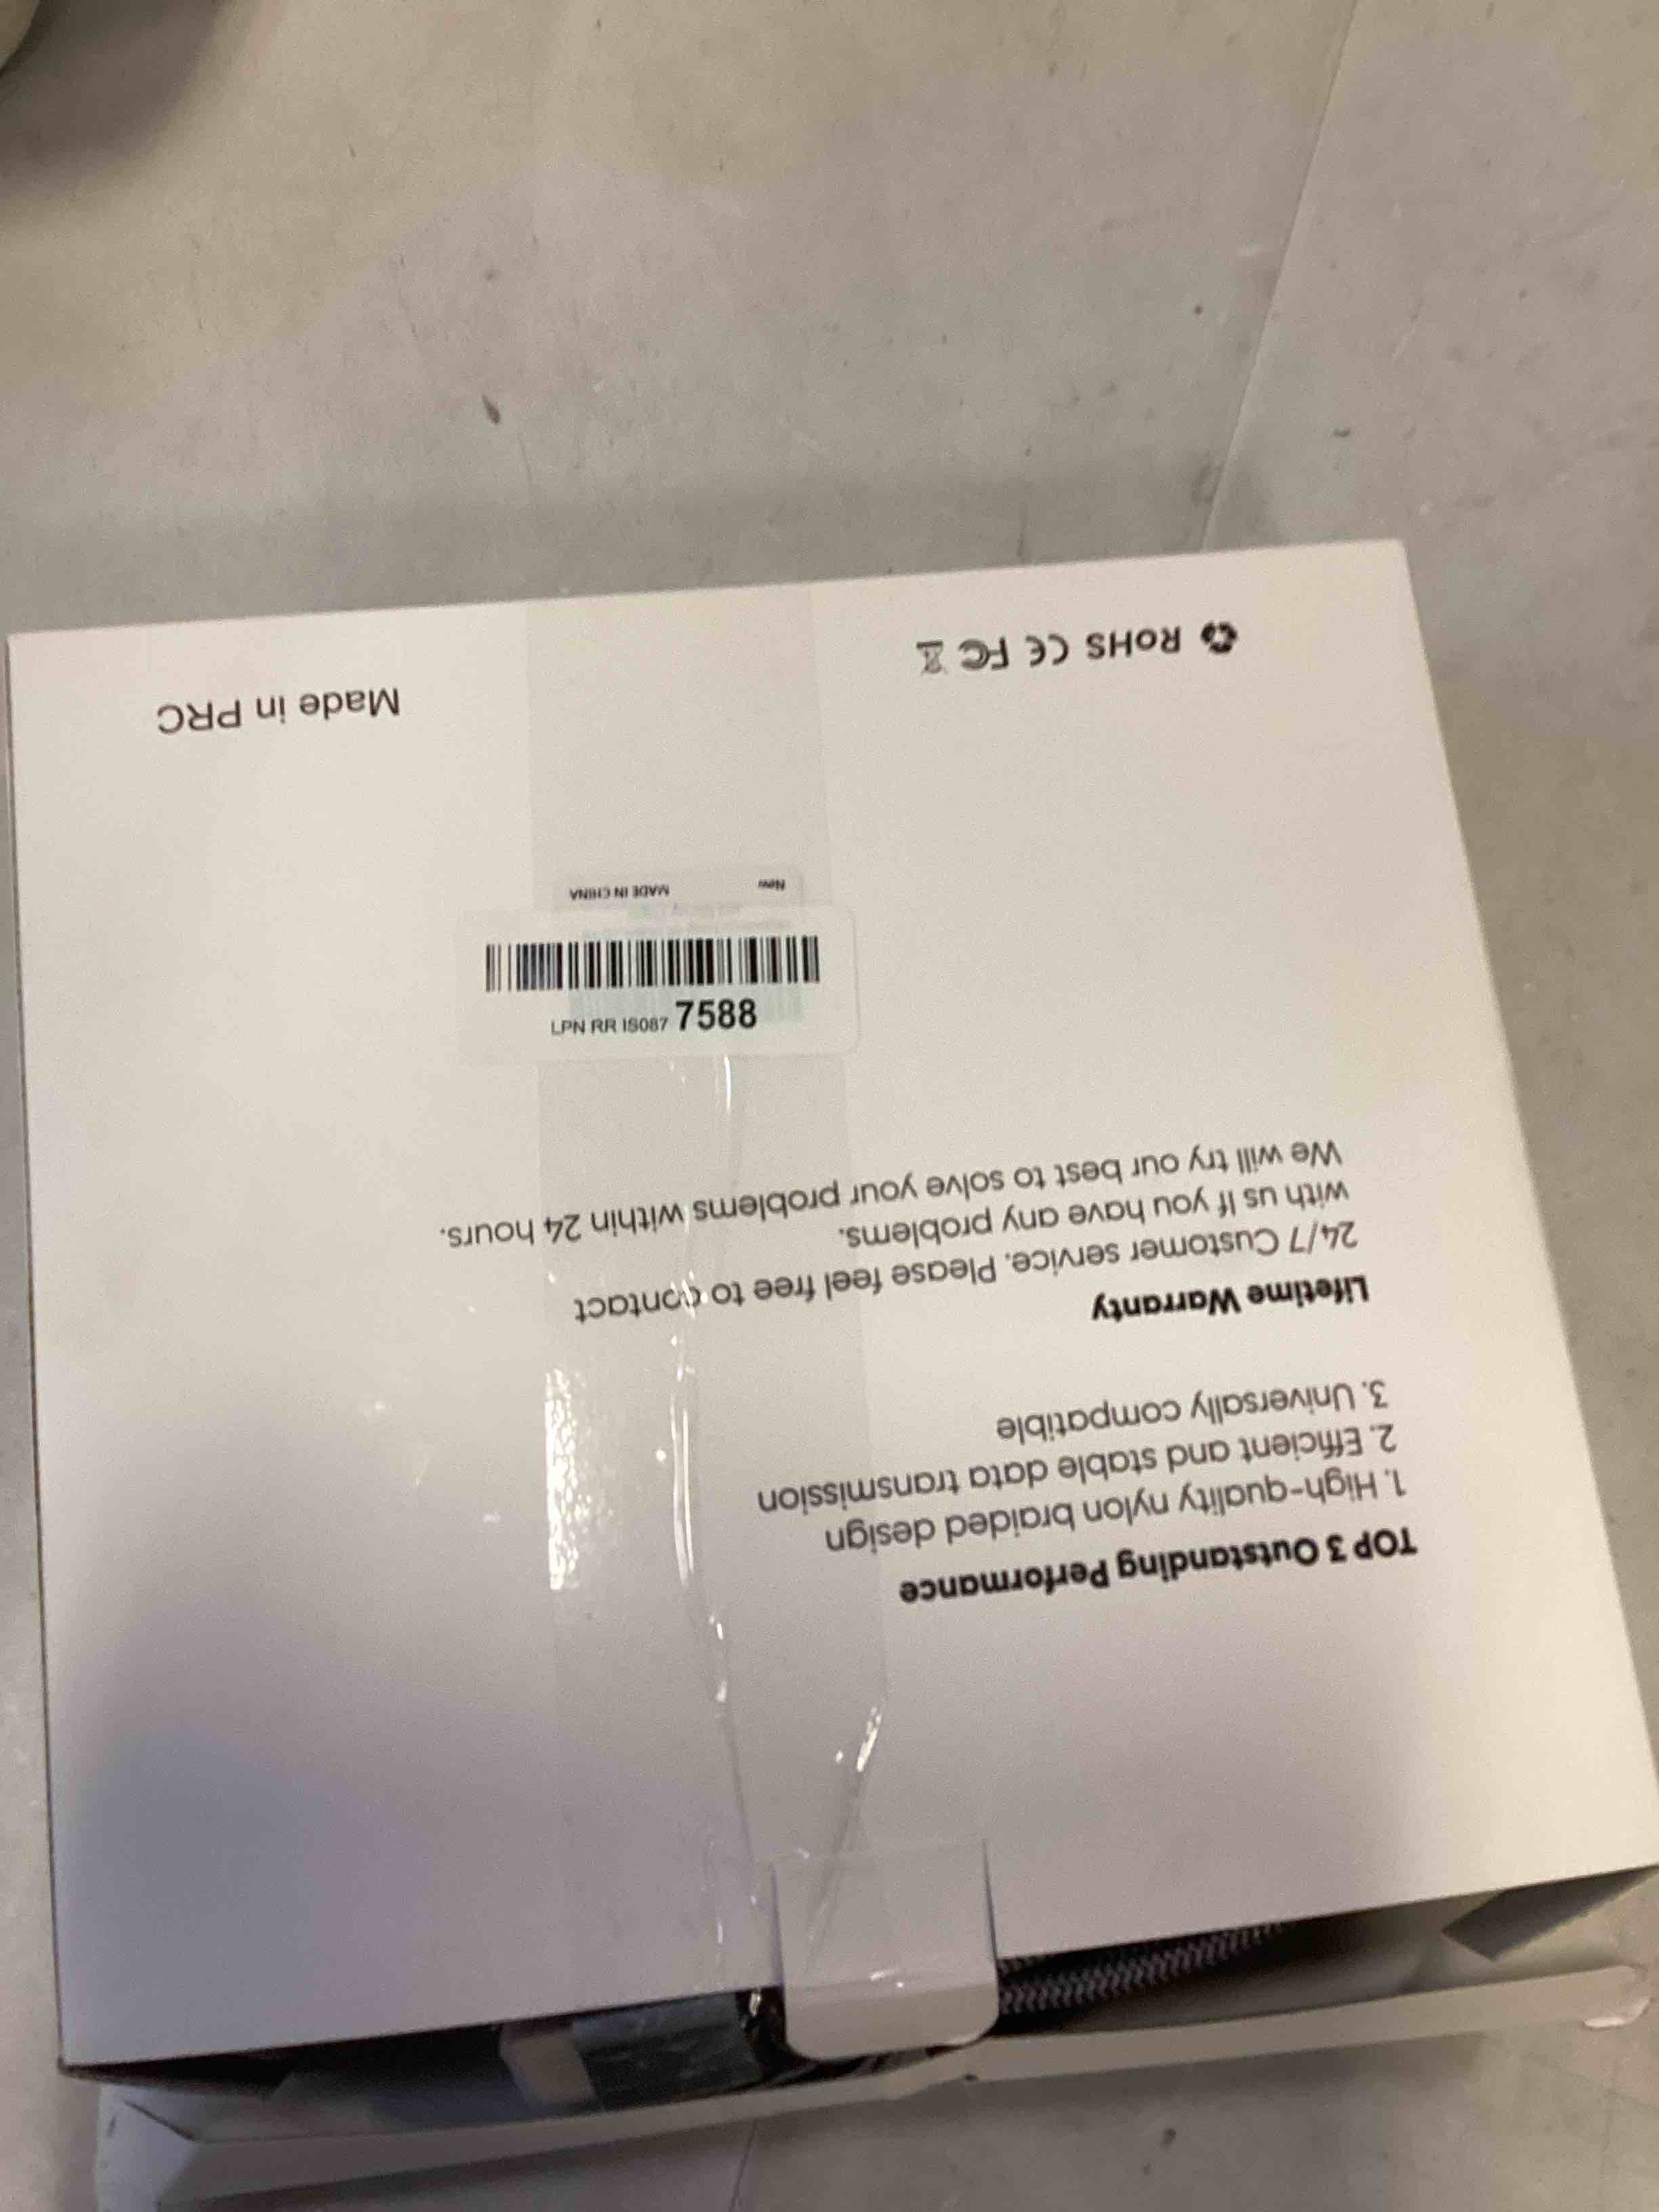 TOP 3 Outstanding Performance
1. High-quality nylon braided design
2. Efficient and stable data transmission
3. Universally compatible
Lifetime Warranty
24/7 Customer service. Please feel free to contact
with us If you have any problems.
We will try our best to solve your problems within 24 hours.
LPN RR IS087 7588
New MADE IN CHINA
RoHS CE FC
Made in PRC